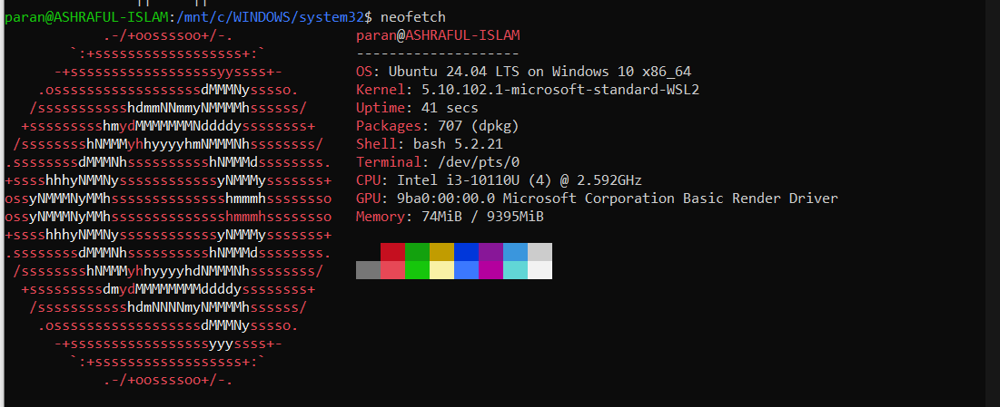 paran@ASHRAFUL-ISLAM:/mnt/c/WINDOWS/system32$ neofetch
            .-/+oossssoo+/-.               paran@ASHRAFUL-ISLAM
        `:+ssssssssssssssssss+:`           --------------------
      -+ssssssssssssssssssyyssss+-         OS: Ubuntu 24.04 LTS on Windows 10 x86_64
    .ossssssssssssssssssdMMMNysssso.       Kernel: 5.10.102.1-microsoft-standard-WSL2
   /ssssssssssshdmmNNmmyNMMMMhssssss/      Uptime: 41 secs
  +ssssssssshmydMMMMMMMNddddyssssssss+     Packages: 707 (dpkg)
 /sssssssshNMMMyhhyyyyhmNMMMNhssssssss/    Shell: bash 5.2.21
.ssssssssdMMMNhsssssssssshNMMMdssssssss.   Terminal: /dev/pts/0
+sssshhhyNMMNyssssssssssssyNMMMysssssss+   CPU: Intel i3-10110U (4) @ 2.592GHz
ossyNMMMNyMMhsssssssssssssshmmmhssssssso   GPU: 9ba0:00:00.0 Microsoft Corporation Basic Render Driver
ossyNMMMNyMMhsssssssssssssshmmmhssssssso   Memory: 74MiB / 9395MiB
+sssshhhyNMMNyssssssssssssyNMMMysssssss+
.ssssssssdMMMNhsssssssssshNMMMdssssssss.
 /sssssssshNMMMyhhyyyyhdNMMMNhssssssss/
  +sssssssssdmydMMMMMMMMddddyssssssss+
   /ssssssssssshdmNNNNmyNMMMMhssssss/
    .ossssssssssssssssssdMMMNysssso.
      -+sssssssssssssssssyyyssss+-
        `:+ssssssssssssssssss+:`
            .-/+oossssoo+/-.